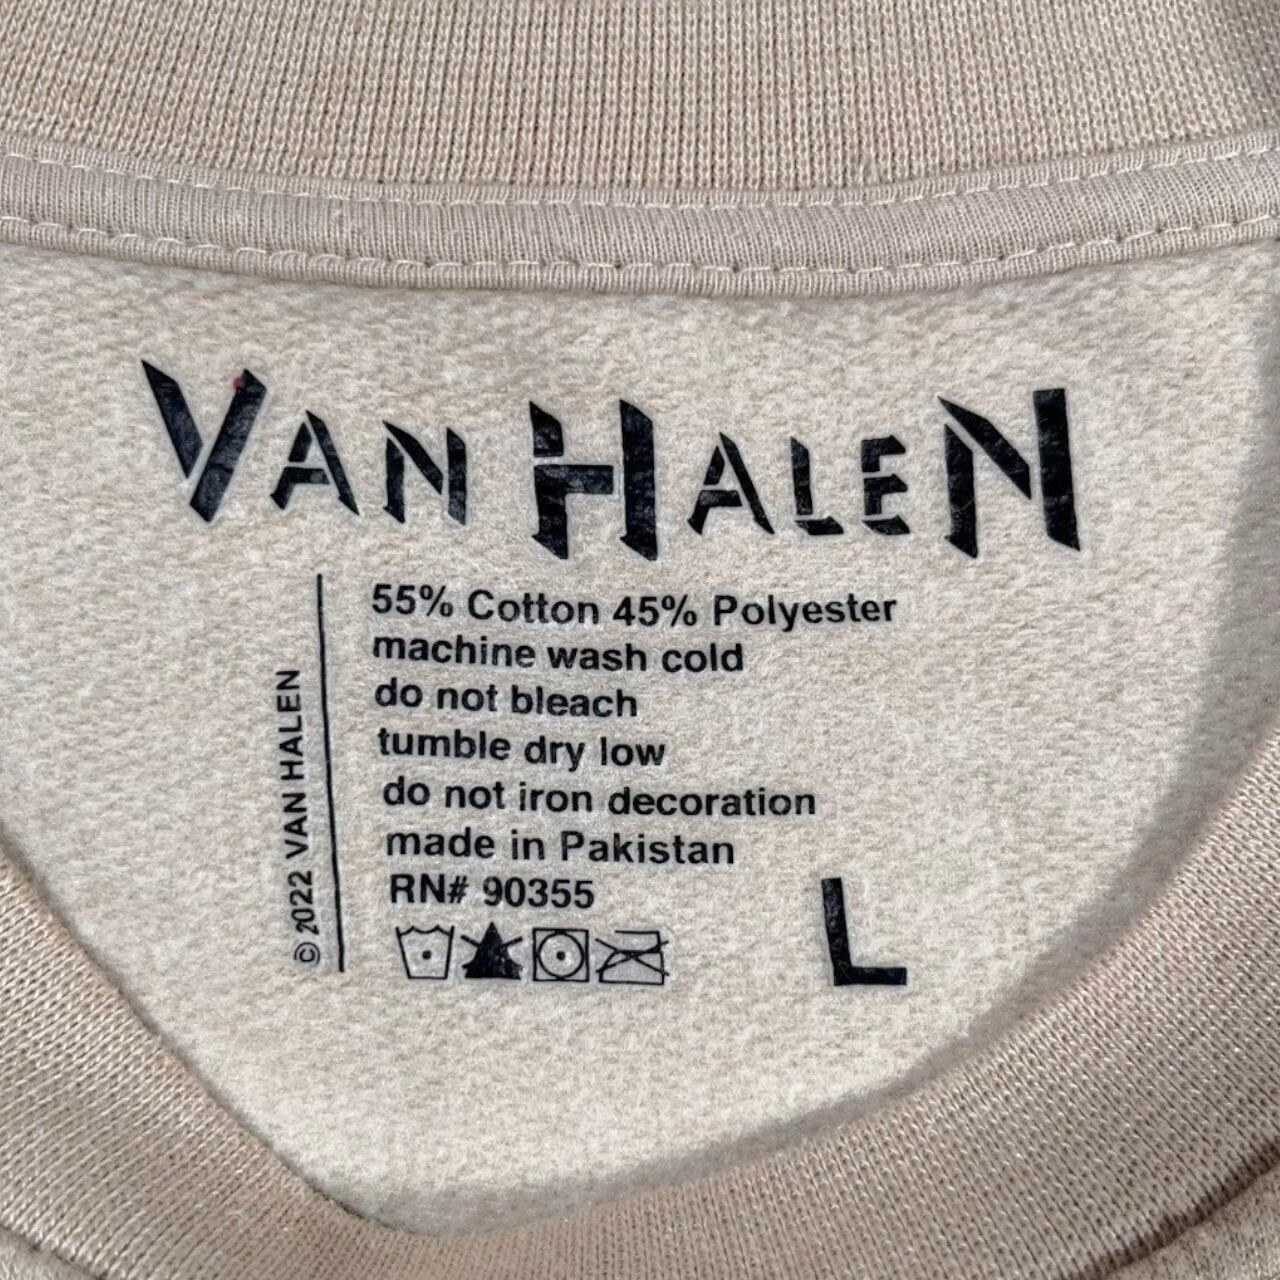 VAN HALEN
55% Cotton 45% Polyester
machine wash cold
do not bleach
tumble dry low
do not iron decoration
made in Pakistan
RN# 90355
L
© 2022 VAN HALEN